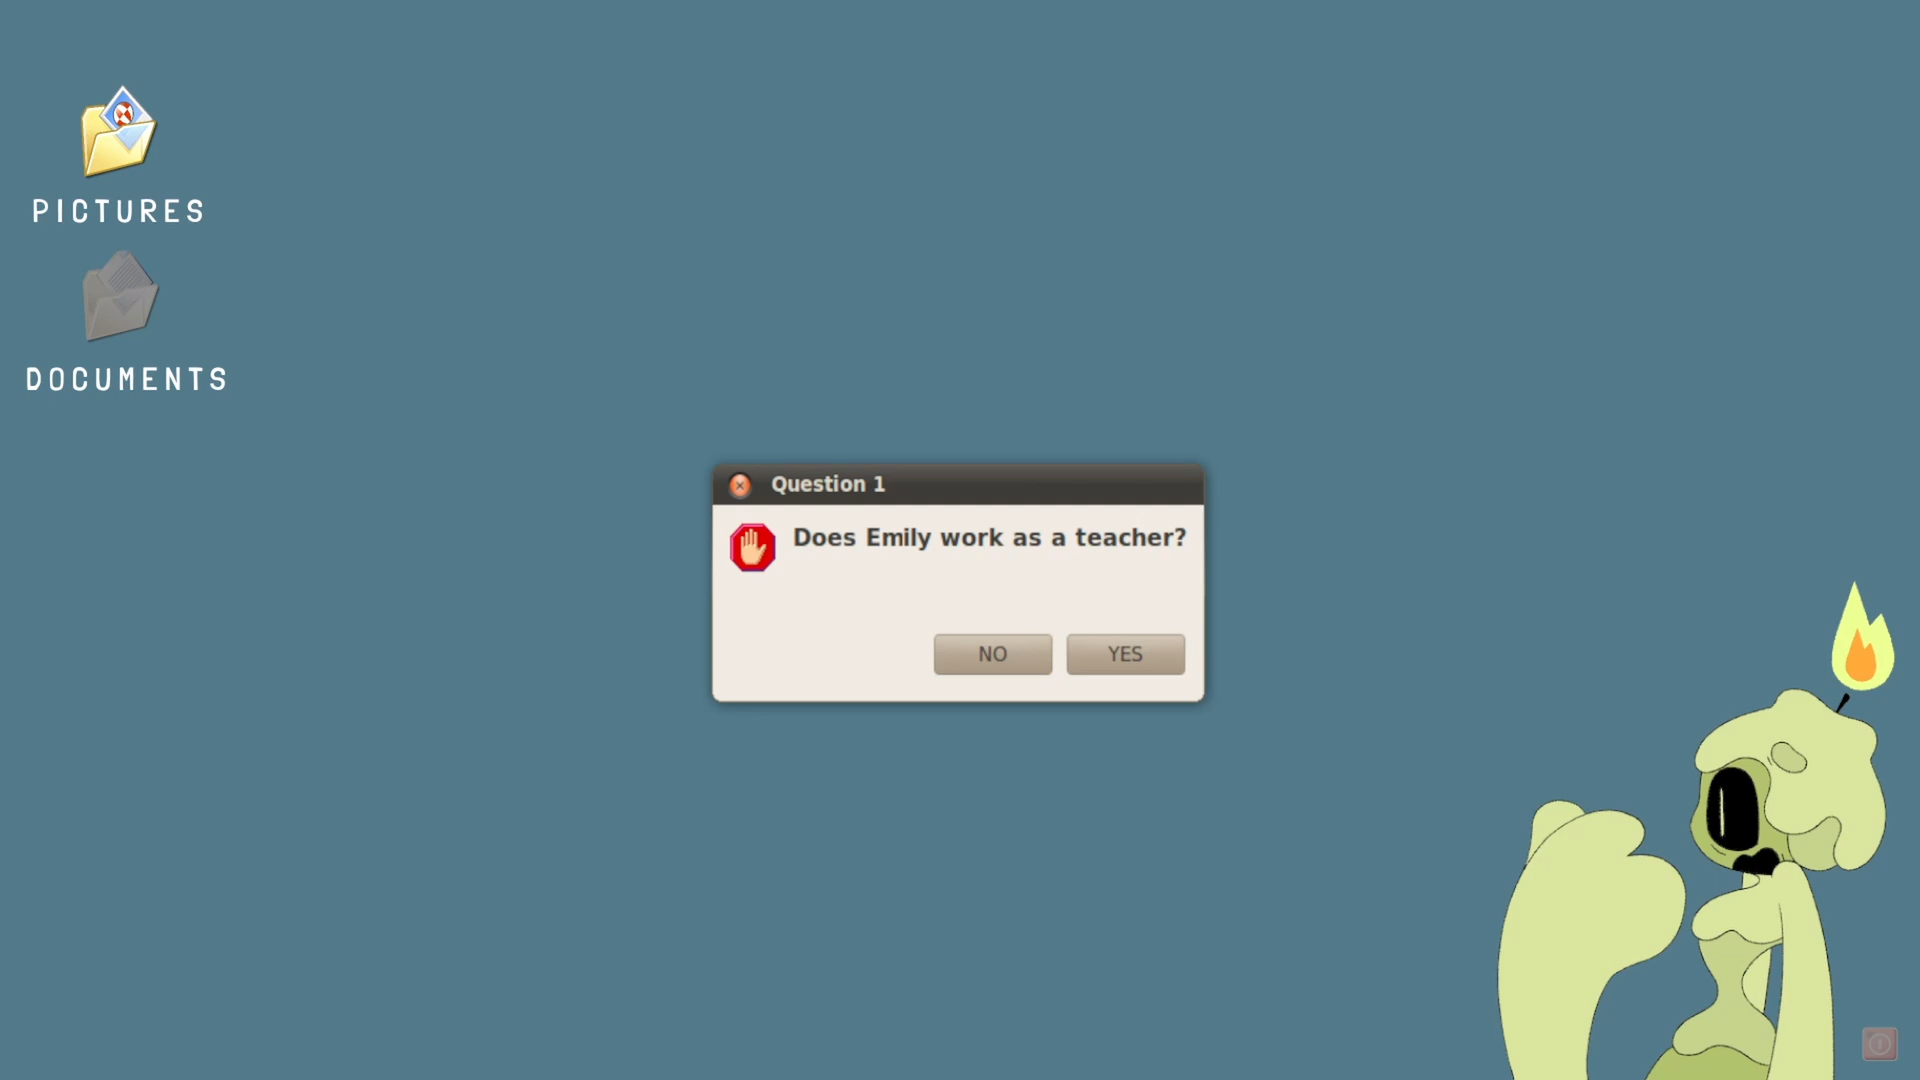 PICTURES
DOCUMENTS
Question 1
Does Emily work as a teacher?
NO YES